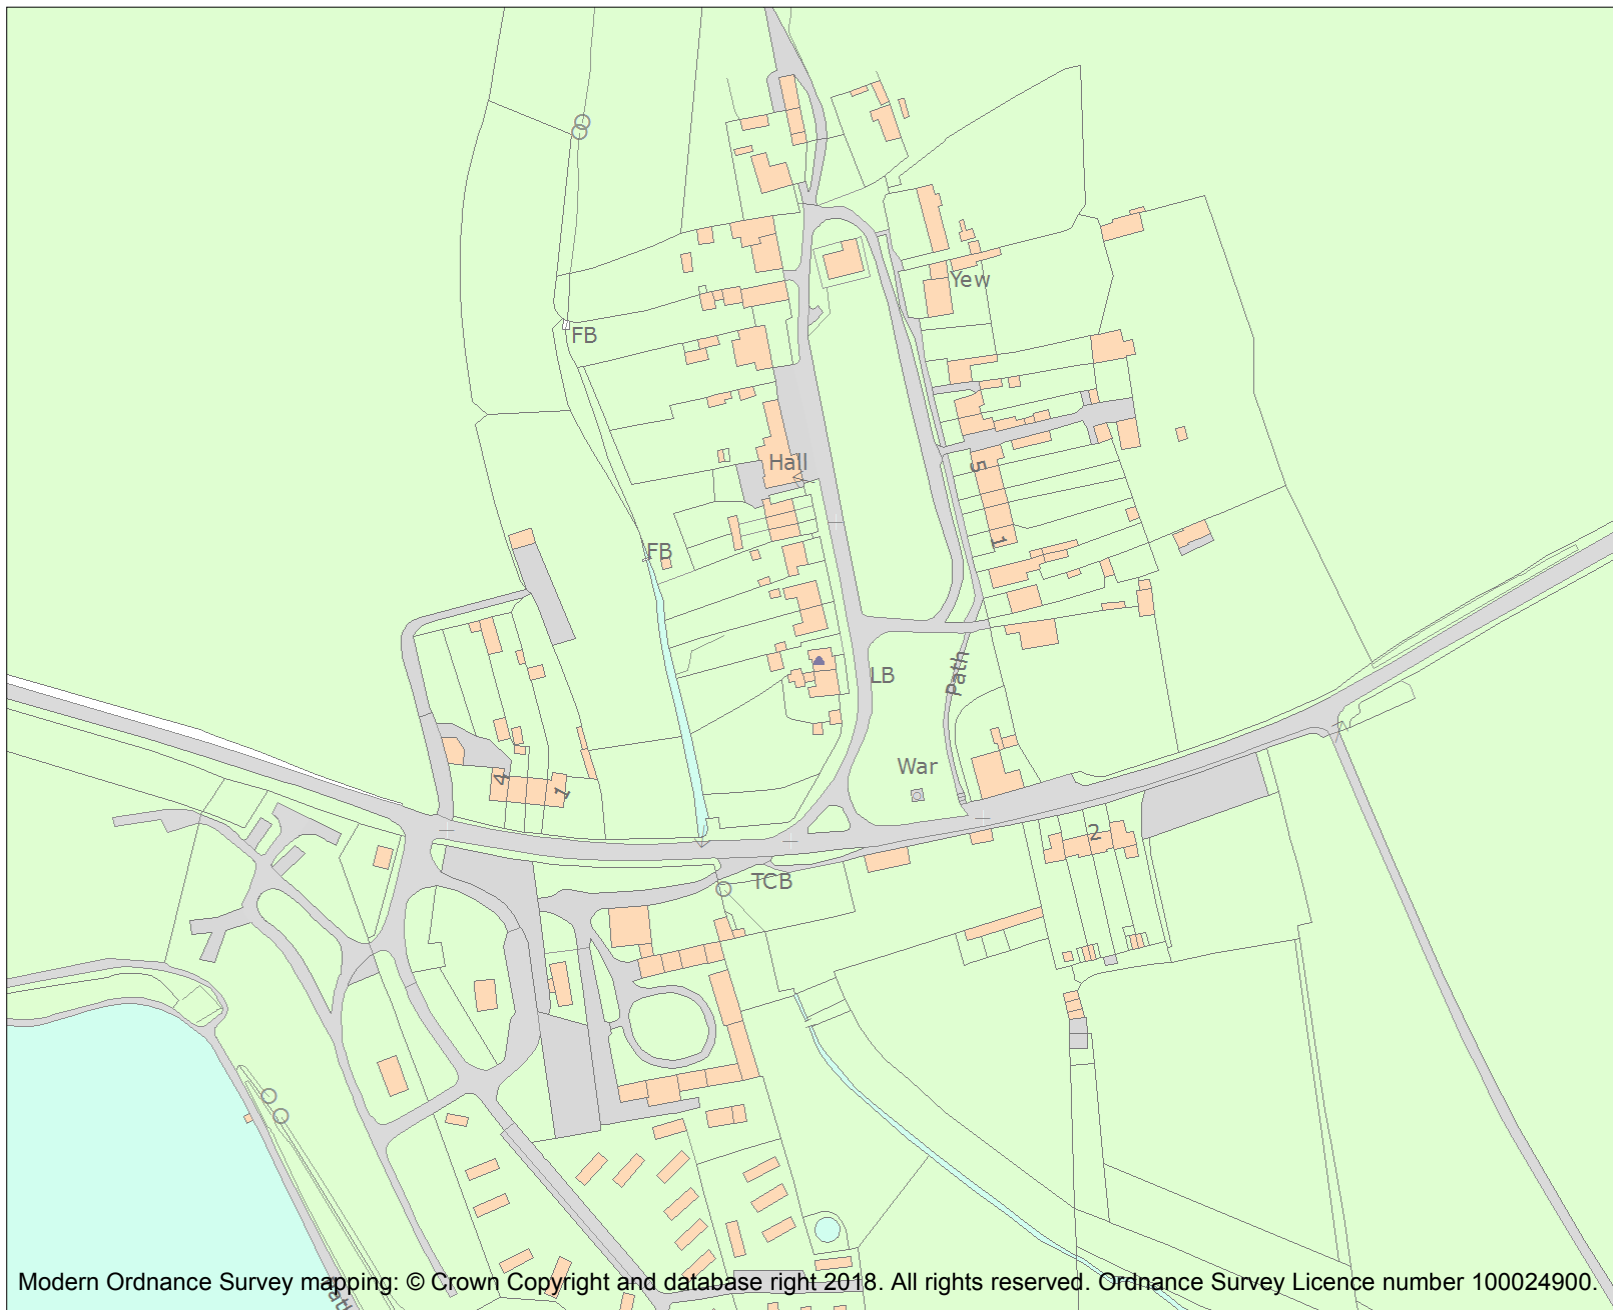 Yew
FB
Hall
5
1
FB
Path
LB
War
4
1
2
TCB
Path
Modern Ordnance Survey mapping: © Crown Copyright and database right 2018. All rights reserved. Ordnance Survey Licence number 100024900.